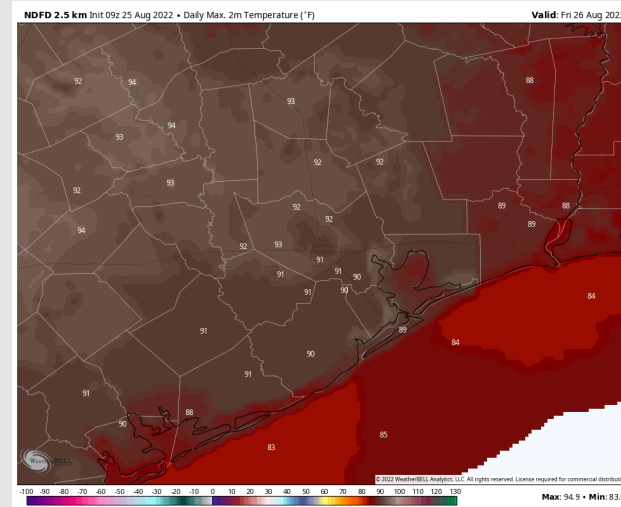 NDFD 2.5 km Init 09z 25 Aug 2022 • Daily Max. 2m Temperature (°F)
Valid: Fri 26 Aug 2022
92 94 88
93
94
93
92 92
93
92
92 89 88
92 89
94
92 93
91
91 91 90
91 90
84
91 89
84
90
91
91
88
90
85
83
WeatherBELL
© 2022 WeatherBELL Analytics, LLC. All rights reserved. License required for commercial distributi
-100 -90 -80 -70 -60 -50 -40 -30 -20 -10 0 10 20 30 40 50 60 70 80 90 100 110 120 130
Max: 94.9 • Min: 83.